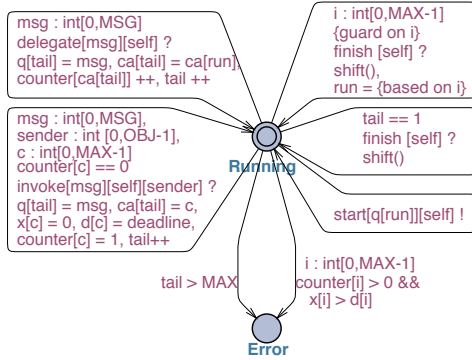 msg : int[0,MSG]
delegate[msg][self] ?
q[tail] = msg, ca[tail] = ca[run],
counter[ca[tail]] ++, tail ++
msg : int[0,MSG],
sender : int [0,OBJ-1],
c : int[0,MAX-1]
counter[c] == 0
invoke[msg][self][sender] ?
q[tail] = msg, ca[tail] = c,
x[c] = 0, d[c] = deadline,
counter[c] = 1, tail++
i : int[0,MAX-1]
{guard on i}
finish [self] ?
shift(),
run = {based on i}
tail == 1
finish [self] ?
shift()
start[q[run]][self] !
Running
tail > MAX
i : int[0,MAX-1]
counter[i] > 0 &&
x[i] > d[i]
Error